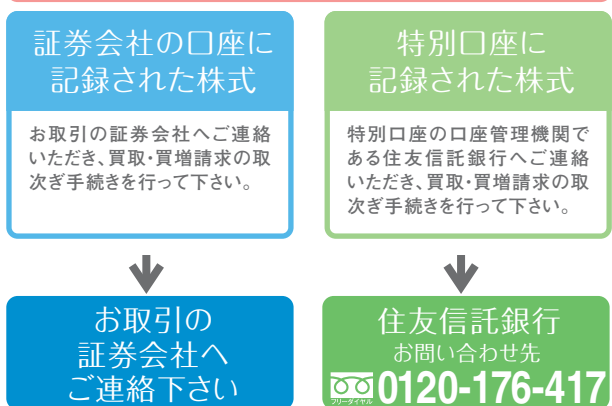 証券会社の口座に
記録された株式
お取引の証券会社へご連絡
いただき、買取・買増請求の取
次ぎ手続きを行って下さい。
お取引の
証券会社へ
ご連絡下さい
特別口座に
記録された株式
特別口座の口座管理機関で
ある住友信託銀行へご連絡
いただき、買取・買増請求の取
次ぎ手続きを行って下さい。
住友信託銀行
お問い合わせ先
フリーダイヤル 0120-176-417